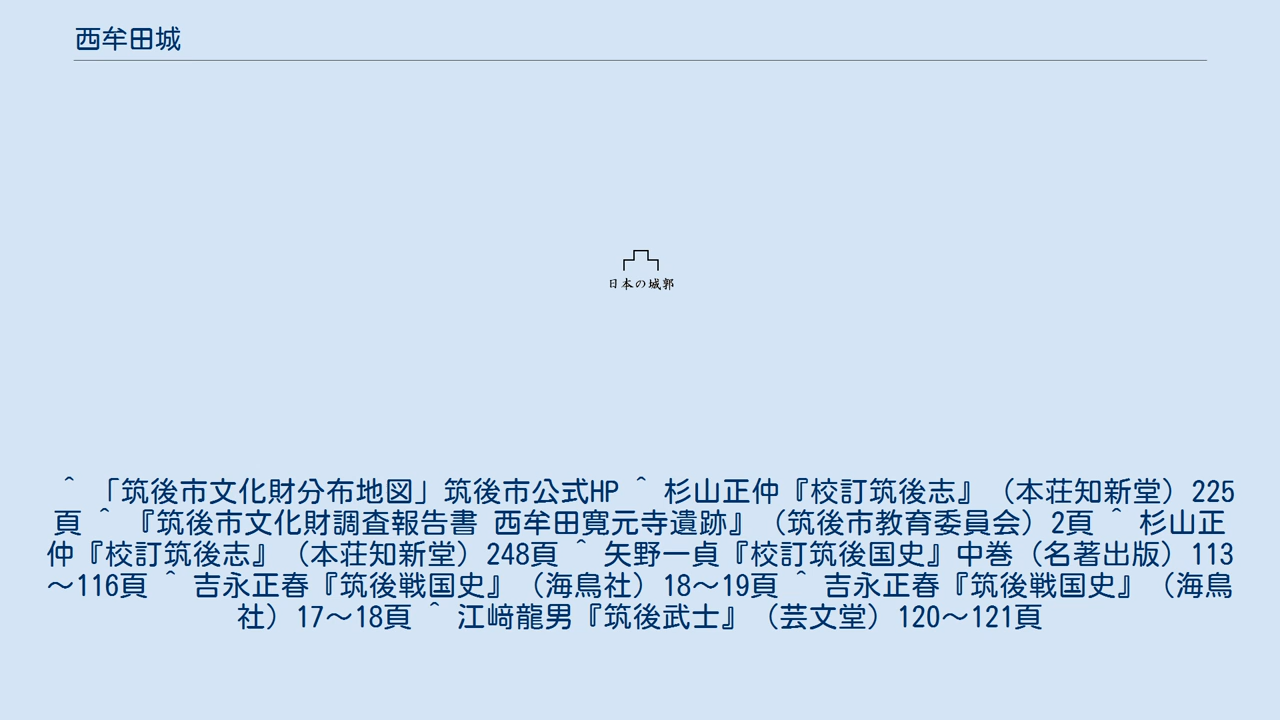 西牟田城
日本の城郭
^ 「筑後市文化財分布地図」筑後市公式HP ^ 杉山正仲『校訂筑後志』（本荘知新堂）225
頁 ^ 『筑後市文化財調査報告書 西牟田寛元寺遺跡』（筑後市教育委員会）2頁 ^ 杉山正
仲『校訂筑後志』（本荘知新堂）248頁 ^ 矢野一貞『校訂筑後国史』中巻（名著出版）113
～116頁 ^ 吉永正春『筑後戦国史』（海鳥社）18～19頁 ^ 吉永正春『筑後戦国史』（海鳥
社）17～18頁 ^ 江﨑龍男『筑後武士』（芸文堂）120～121頁